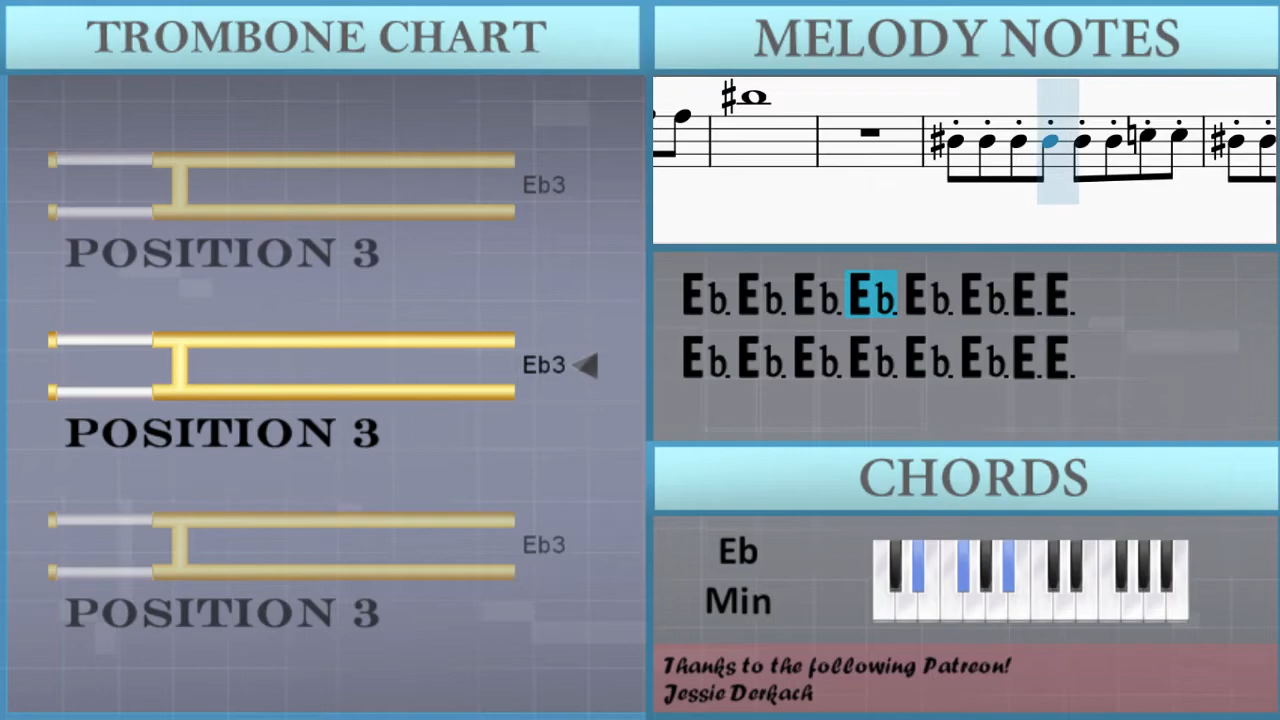 TROMBONE CHART
Eb3
POSITION 3
Eb3
POSITION 3
Eb3
POSITION 3
MELODY NOTES
Eb. Eb. Eb. Eb. Eb. Eb. E. E.
Eb. Eb. Eb. Eb. Eb. Eb. E. E.
CHORDS
Eb
Min
Thanks to the following Patreon!
Jessie Derkach